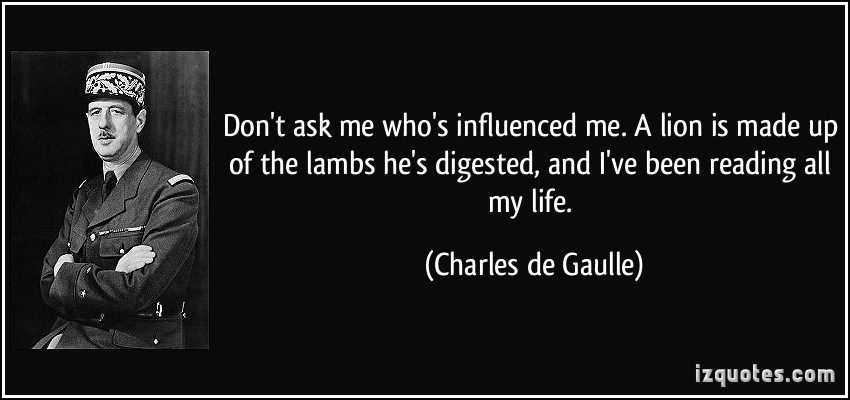 Don't ask me who's influenced me. A lion is made up
of the lambs he's digested, and I've been reading all
my life.
(Charles de Gaulle)
izquotes.com